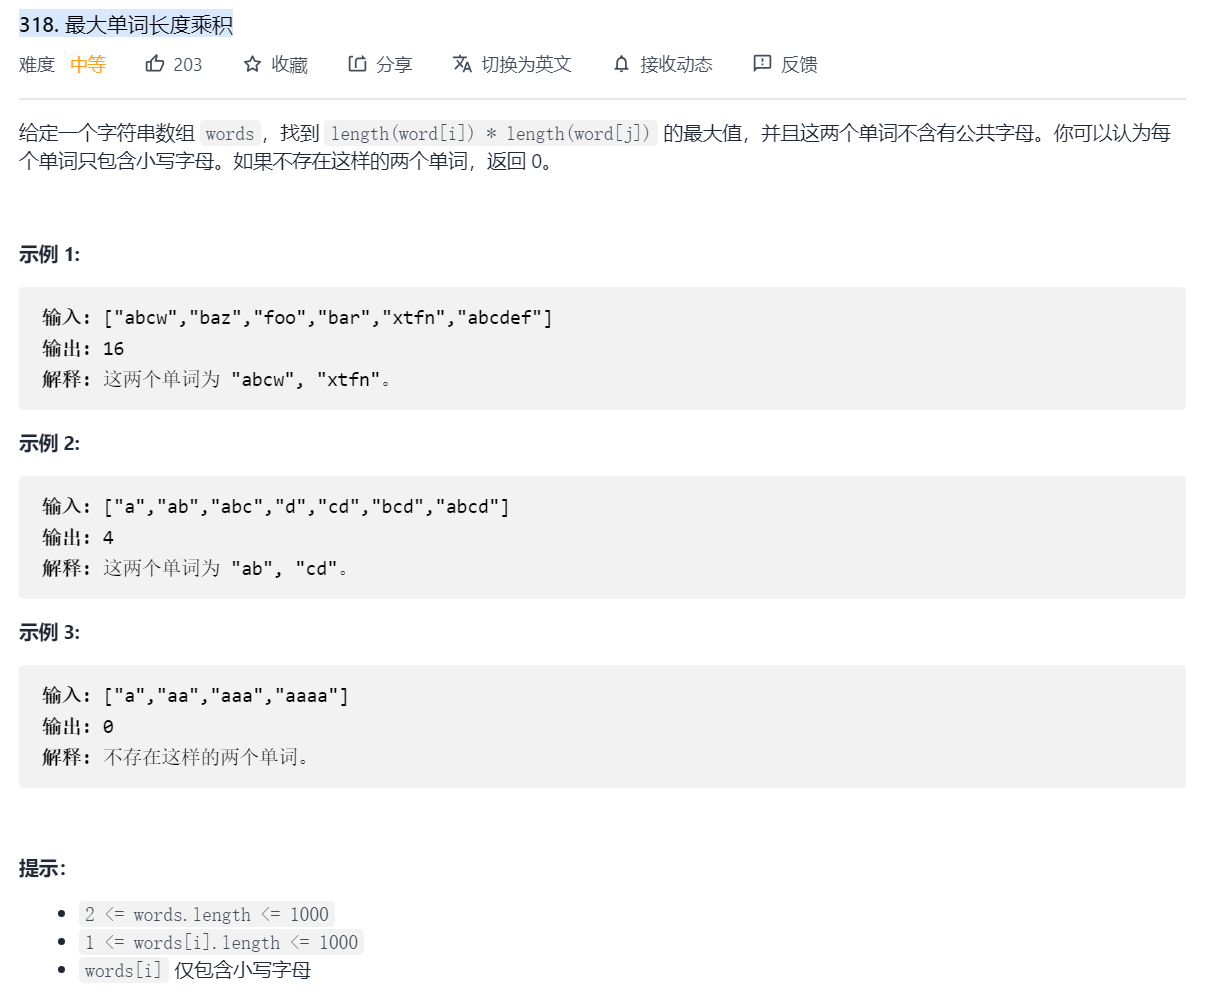 318. 最大单词长度乘积
难度 中等 203 收藏 分享 切换为英文 接收动态 反馈
给定一个字符串数组 words，找到 length(word[i]) * length(word[j]) 的最大值，并且这两个单词不含有公共字母。你可以认为每
个单词只包含小写字母。如果不存在这样的两个单词，返回 0。
示例 1:
输入: ["abcw","baz","foo","bar","xtfn","abcdef"]
输出: 16
解释: 这两个单词为 "abcw", "xtfn"。
示例 2:
输入: ["a","ab","abc","d","cd","bcd","abcd"]
输出: 4
解释: 这两个单词为 "ab", "cd"。
示例 3:
输入: ["a","aa","aaa","aaaa"]
输出: 0
解释: 不存在这样的两个单词。
提示：
• 2 <= words.length <= 1000
• 1 <= words[i].length <= 1000
• words[i] 仅包含小写字母